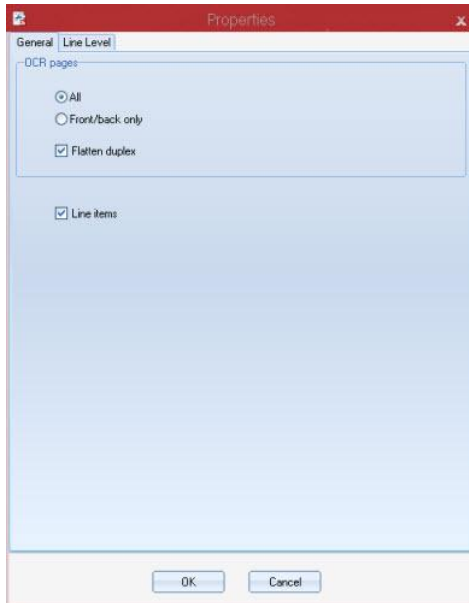 Properties
General Line Level
OCR pages
All
Front/back only
Flatten duplex
Line items
OK Cancel